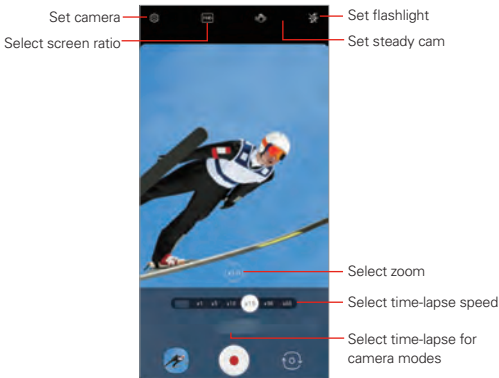 Set camera
Set flashlight
Select screen ratio
Set steady cam
Select zoom
Select time-lapse speed
Select time-lapse for
camera modes